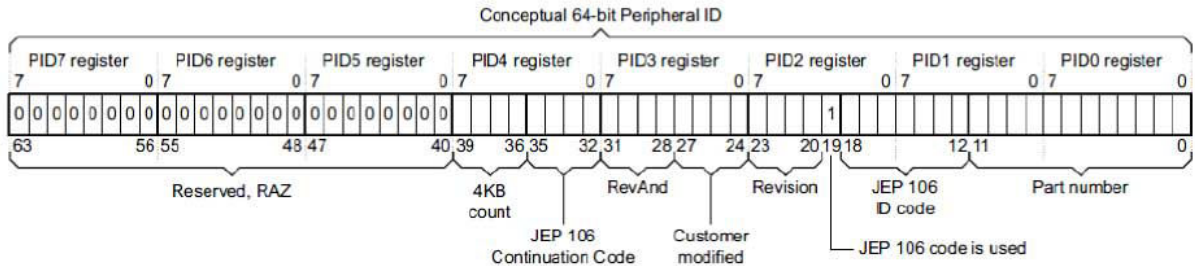 Conceptual 64-bit Peripheral ID
PID7 register PID6 register PID5 register PID4 register PID3 register PID2 register PID1 register PID0 register
7 0 7 0 7 0 7 0 7 0 7 0 7 0 7 0
0 0 0 0 0 0 0 0 0 0 0 0 0 0 0 0 0 0 0 0 0 0 0 0 1
63 56 55 48 47 40 39 36 35 32 31 28 27 24 23 20 19 18 12 11 0
Reserved, RAZ 4KB RevAnd Revision JEP 106 Part number
count ID code
JEP 106 Customer JEP 106 code is used
Continuation Code modified